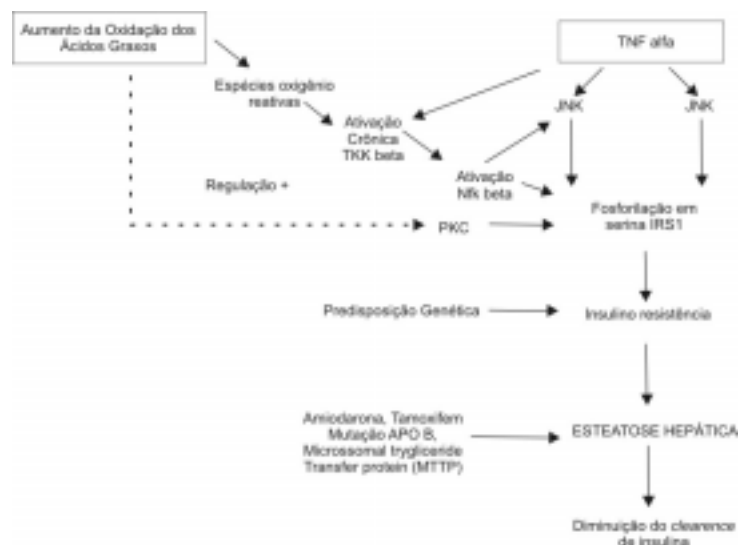 Aumento da Oxidação dos
Ácidos Graxos
TNF alfa
Espécies oxigênio
reativas
JNK
JNK
Ativação
Crônica
TKK beta
Ativação
Nfk beta
Regulação +
Fosforilação em
serina IRS1
PKC
Predisposição Genética
Insulino resistência
Amiodarona, Tamoxifem
Mutação APO B,
Microssomal trygliceride
Transfer protein (MTTP)
ESTEATOSE HEPÁTICA
Diminuição do clearence
de insulina